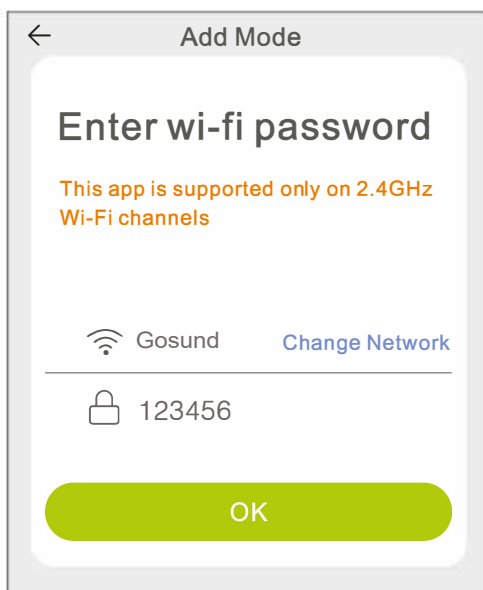 Add Mode
Enter wi-fi password
This app is supported only on 2.4GHz
Wi-Fi channels
Gosund Change Network
123456
OK